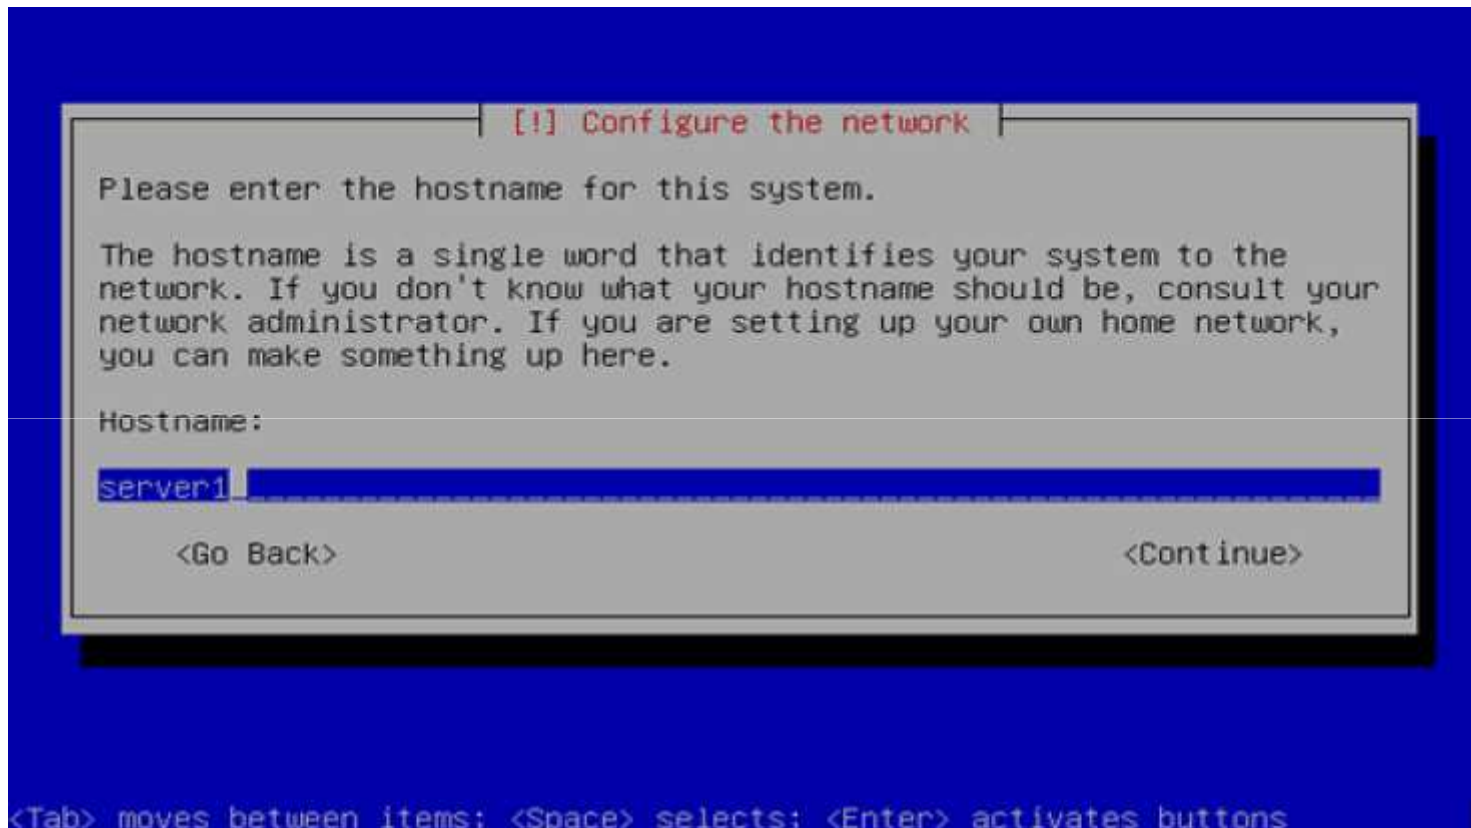 [!] Configure the network
Please enter the hostname for this system.
The hostname is a single word that identifies your system to the
network. If you don't know what your hostname should be, consult your
network administrator. If you are setting up your own home network,
you can make something up here.
Hostname:
server1
<Go Back> <Continue>
<Tab> moves between items; <Space> selects; <Enter> activates buttons